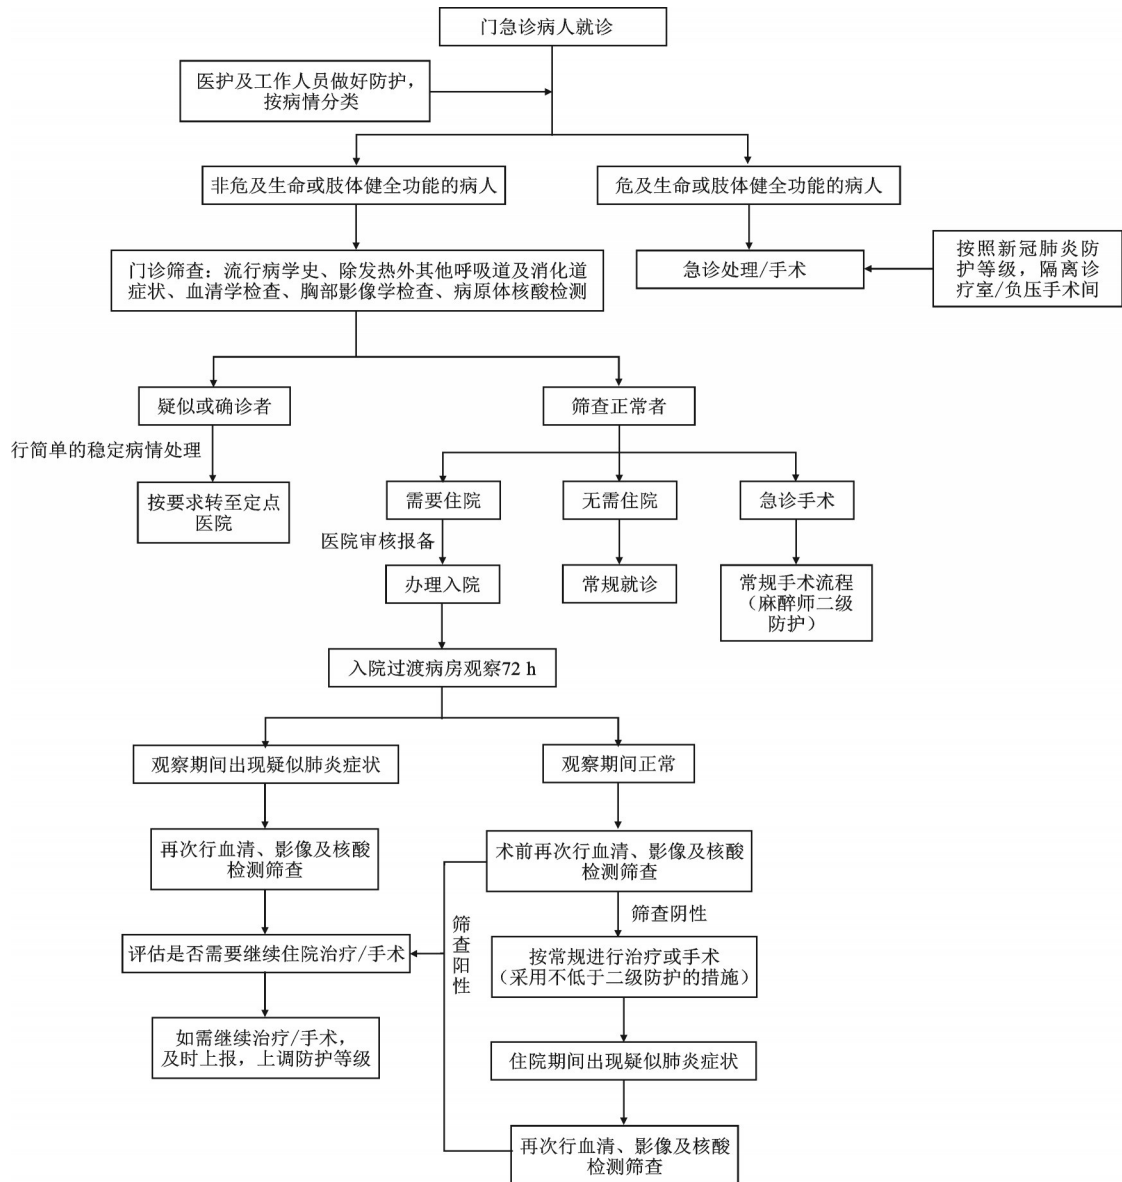 门急诊病人就诊
医护及工作人员做好防护，
按病情分类
非危及生命或肢体健全功能的病人
危及生命或肢体健全功能的病人
门诊筛查：流行病学史、除发热外其他呼吸道及消化道
症状、血清学检查、胸部影像学检查、病原体核酸检测
急诊处理/手术
按照新冠肺炎防
护等级，隔离诊
疗室/负压手术间
疑似或确诊者
筛查正常者
行简单的稳定病情处理
按要求转至定点
医院
需要住院
无需住院
急诊手术
医院审核报备
办理入院
常规就诊
常规手术流程
（麻醉师二级
防护）
入院过渡病房观察72 h
观察期间出现疑似肺炎症状
观察期间正常
再次行血清、影像及核酸
检测筛查
术前再次行血清、影像及核酸
检测筛查
筛查阴性
筛查阳性
评估是否需要继续住院治疗/手术
按常规进行治疗或手术
（采用不低于二级防护的措施）
如需继续治疗/手术，
及时上报，上调防护等级
住院期间出现疑似肺炎症状
再次行血清、影像及核酸
检测筛查